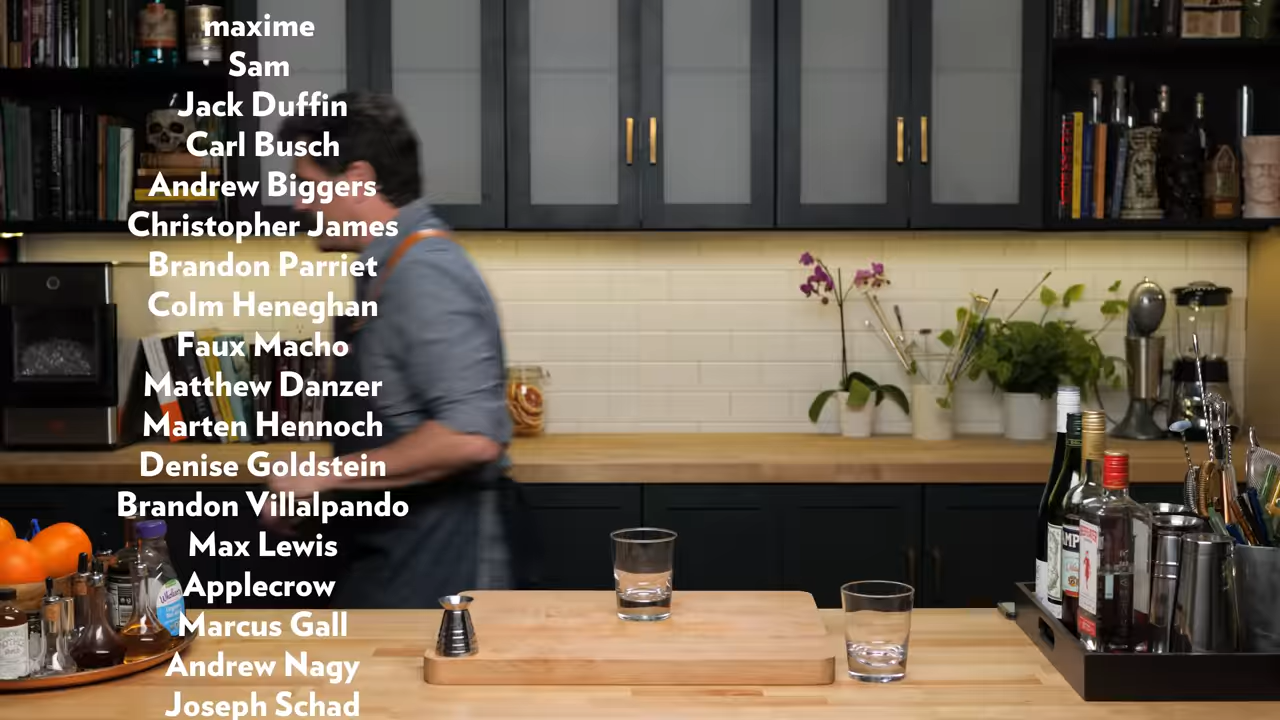 maxime
Sam
Jack Duffin
Carl Busch
Andrew Biggers
Christopher James
Brandon Parriet
Colm Heneghan
Faux Macho
Matthew Danzer
Marten Hennoch
Denise Goldstein
Brandon Villalpando
Max Lewis
Applecrow
Marcus Gall
Andrew Nagy
Joseph Schad